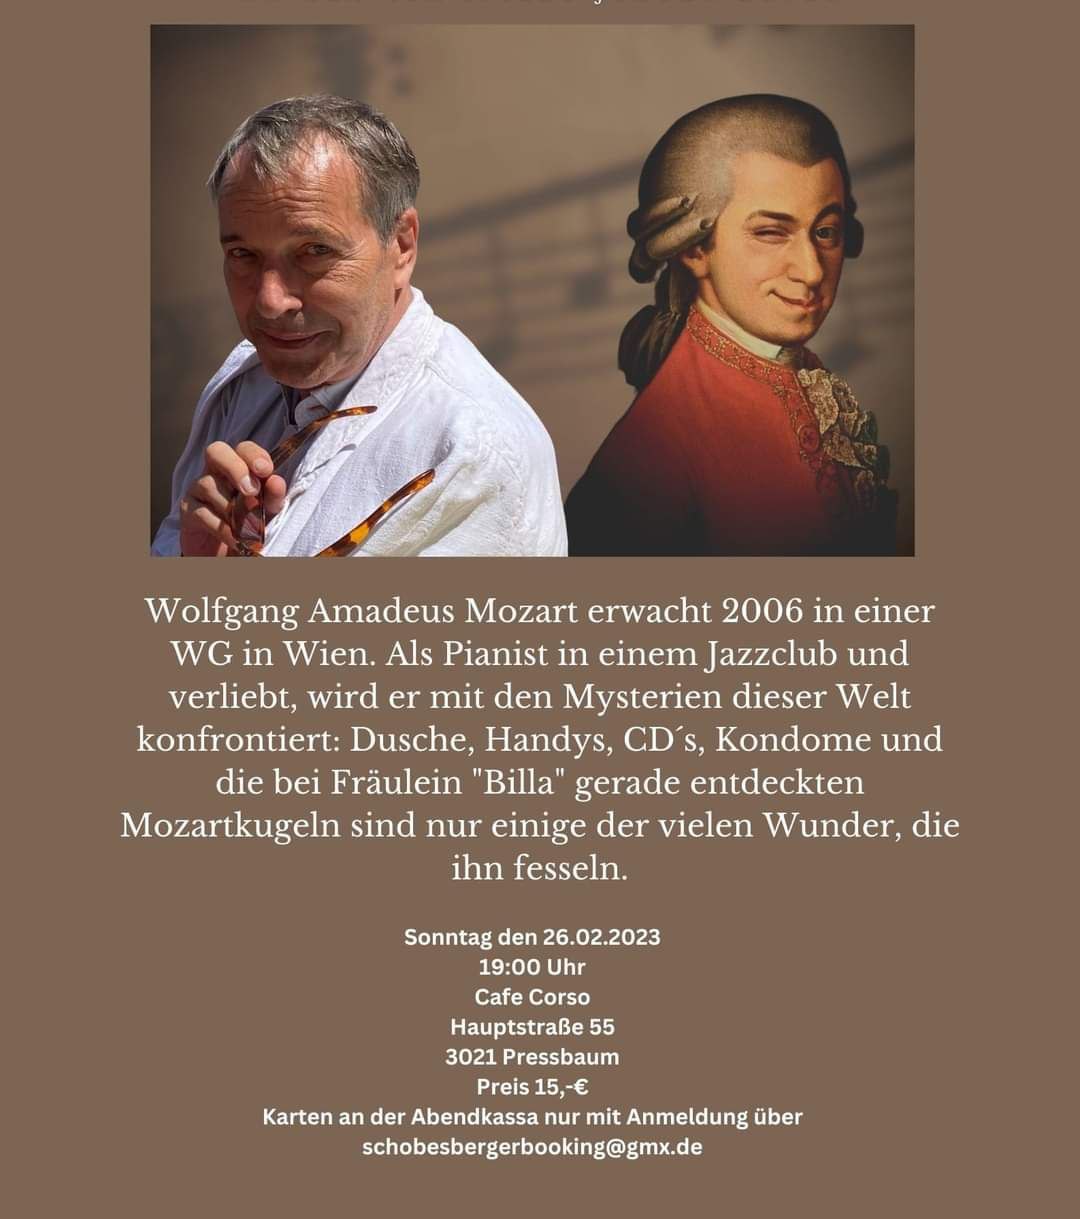 Wolfgang Amadeus Mozart erwacht 2006 in einer
WG in Wien. Als Pianist in einem Jazzclub und
verliebt, wird er mit den Mysterien dieser Welt
konfrontiert: Dusche, Handys, CD´s, Kondome und
die bei Fräulein "Billa" gerade entdeckten
Mozartkugeln sind nur einige der vielen Wunder, die
ihn fesseln.
Sonntag den 26.02.2023
19:00 Uhr
Cafe Corso
Hauptstraße 55
3021 Pressbaum
Preis 15,-€
Karten an der Abendkassa nur mit Anmeldung über
schobesbergerbooking@gmx.de